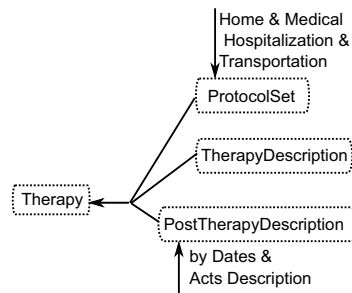 Home & Medical
Hospitalization &
Transportation
ProtocolSet
TherapyDescription
Therapy
PostTherapyDescription
by Dates &
Acts Description